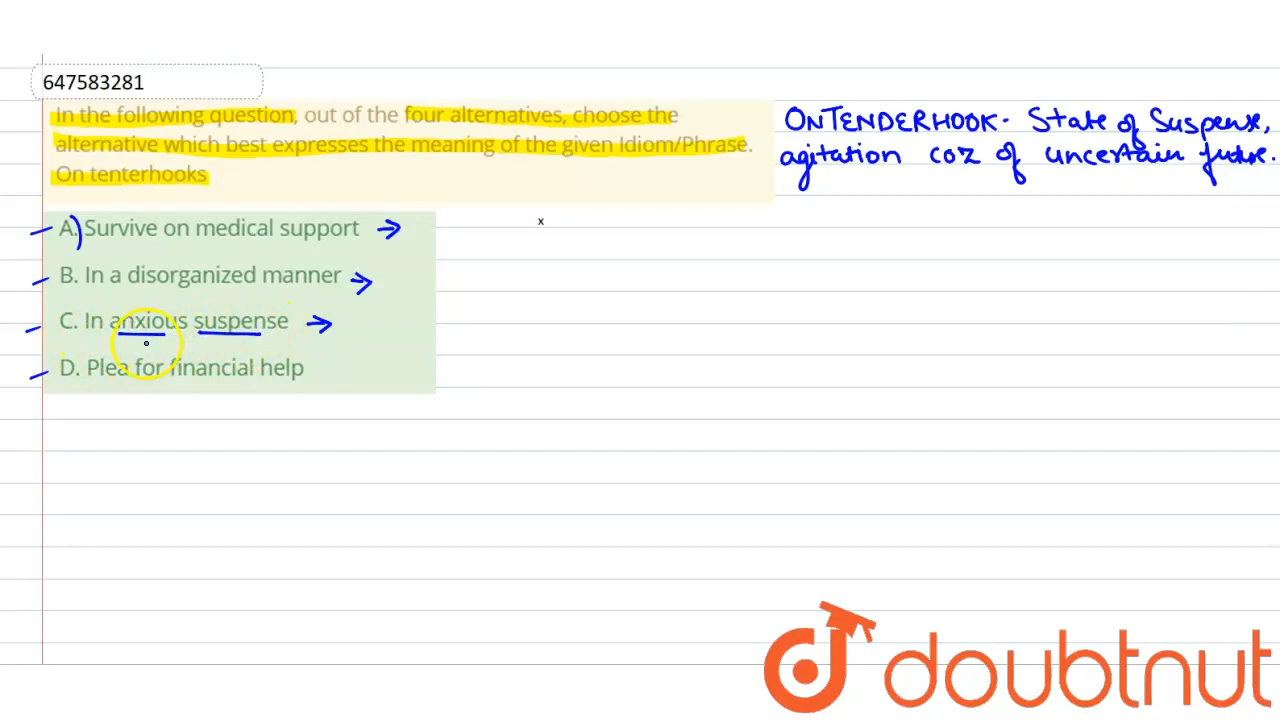 647583281
In the following question, out of the four alternatives, choose the
alternative which best expresses the meaning of the given Idiom/Phrase.
On tenterhooks
ONTENDERHOOK- State of Suspense,
agitation coz of uncertain future.
A.) Survive on medical support
x
B. In a disorganized manner
C. In anxious suspense
D. Plea for financial help
doubtnut